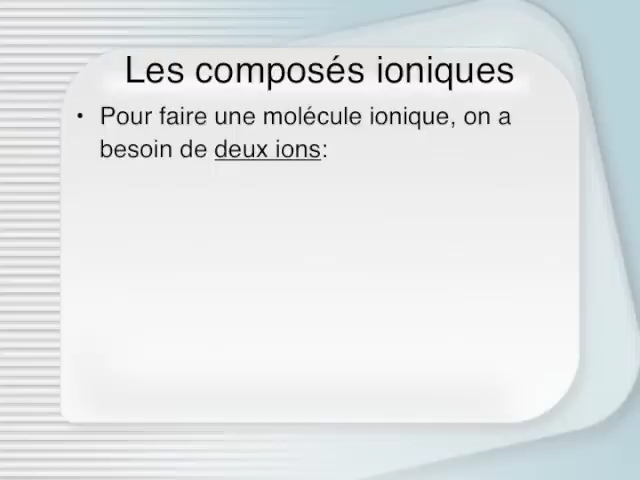 Les composés ioniques
• Pour faire une molécule ionique, on a
besoin de deux ions: